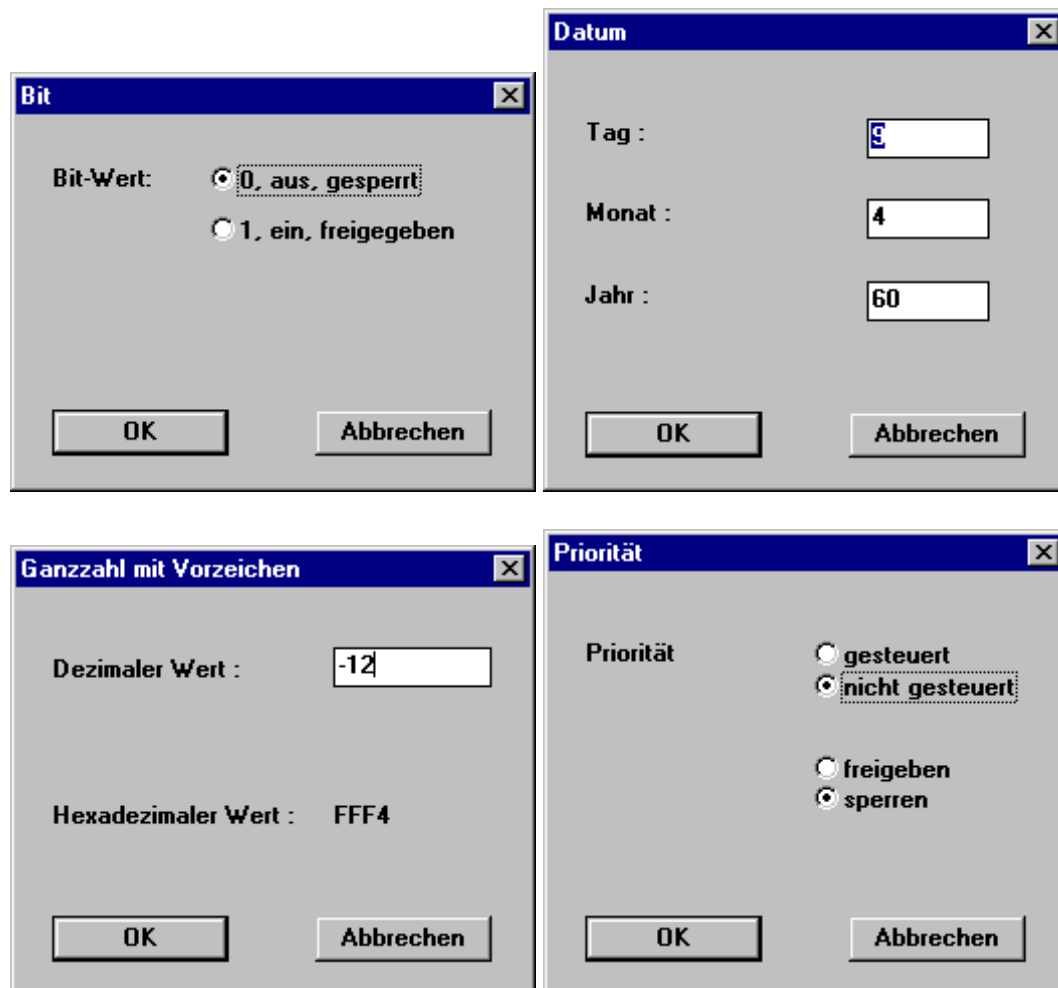 Bit
Bit-Wert:
0, aus, gesperrt
1, ein, freigegeben
OK
Abbrechen
Datum
Tag :
9
Monat :
4
Jahr :
60
OK
Abbrechen
Ganzzahl mit Vorzeichen
Dezimaler Wert :
-12
Hexadezimaler Wert :
FFF4
OK
Abbrechen
Priorität
Priorität
gesteuert
nicht gesteuert
freigeben
sperren
OK
Abbrechen